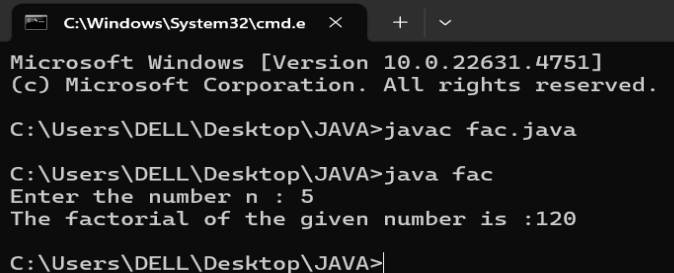 C:\Windows\System32\cmd.e
Microsoft Windows [Version 10.0.22631.4751]
(c) Microsoft Corporation. All rights reserved.
C:\Users\DELL\Desktop\JAVA>javac fac.java
C:\Users\DELL\Desktop\JAVA>java fac
Enter the number n : 5
The factorial of the given number is :120
C:\Users\DELL\Desktop\JAVA>